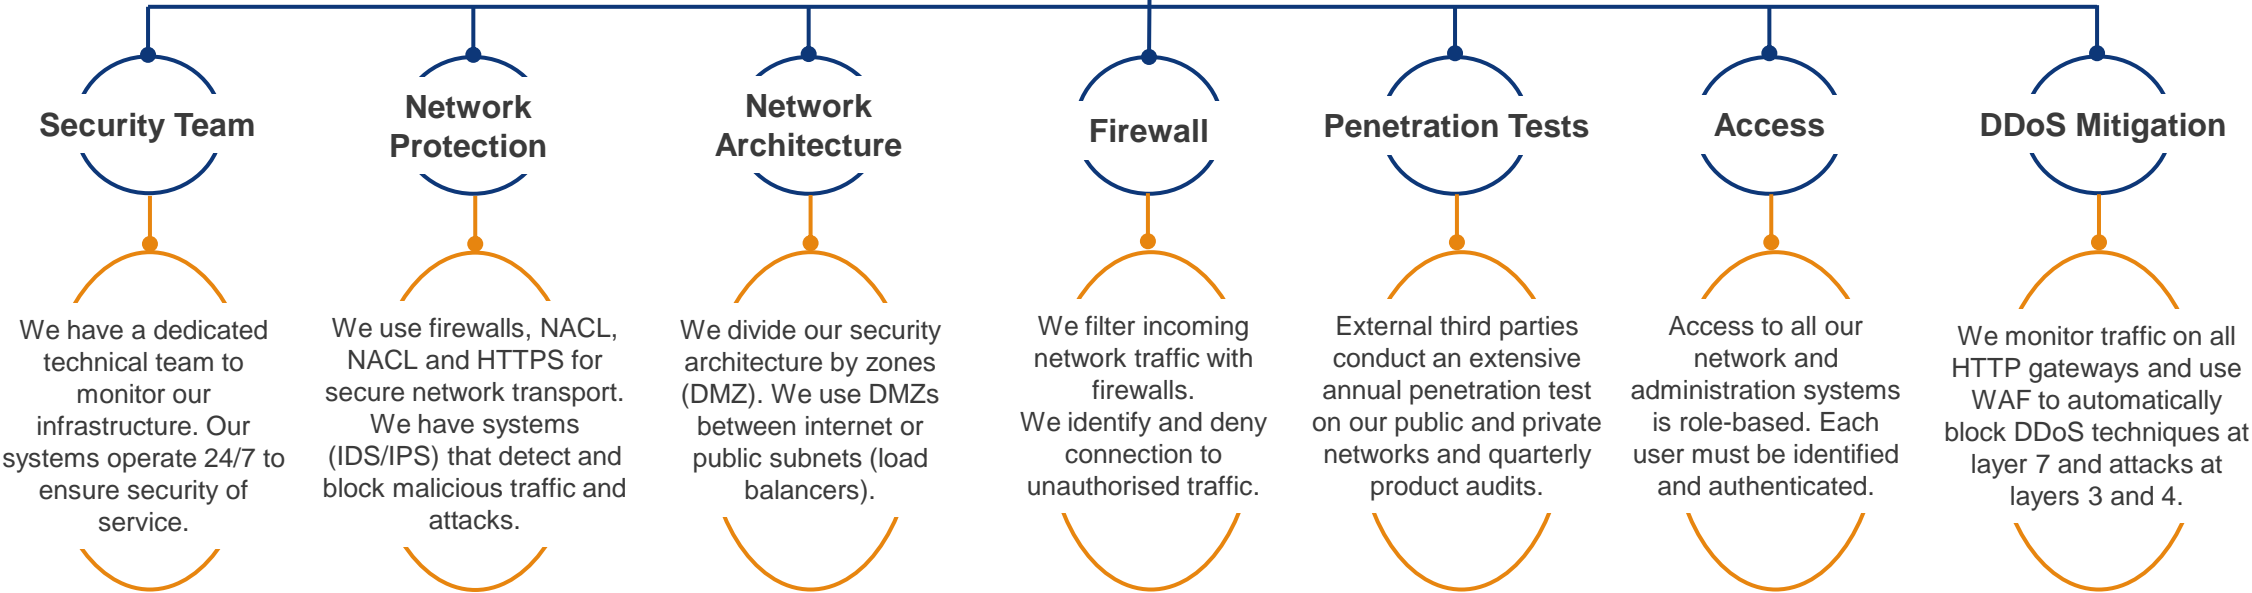 Security Team
We have a dedicated
technical team to
monitor our
infrastructure. Our
systems operate 24/7 to
ensure security of
service.
Network
Protection
We use firewalls, NACL,
NACL and HTTPS for
secure network transport.
We have systems
(IDS/IPS) that detect and
block malicious traffic and
attacks.
Network
Architecture
We divide our security
architecture by zones
(DMZ). We use DMZs
between internet or
public subnets (load
balancers).
Firewall
We filter incoming
network traffic with
firewalls.
We identify and deny
connection to
unauthorised traffic.
Penetration Tests
External third parties
conduct an extensive
annual penetration test
on our public and private
networks and quarterly
product audits.
Access
Access to all our
network and
administration systems
is role-based. Each
user must be identified
and authenticated.
DDoS Mitigation
We monitor traffic on all
HTTP gateways and use
WAF to automatically
block DDoS techniques at
layer 7 and attacks at
layers 3 and 4.